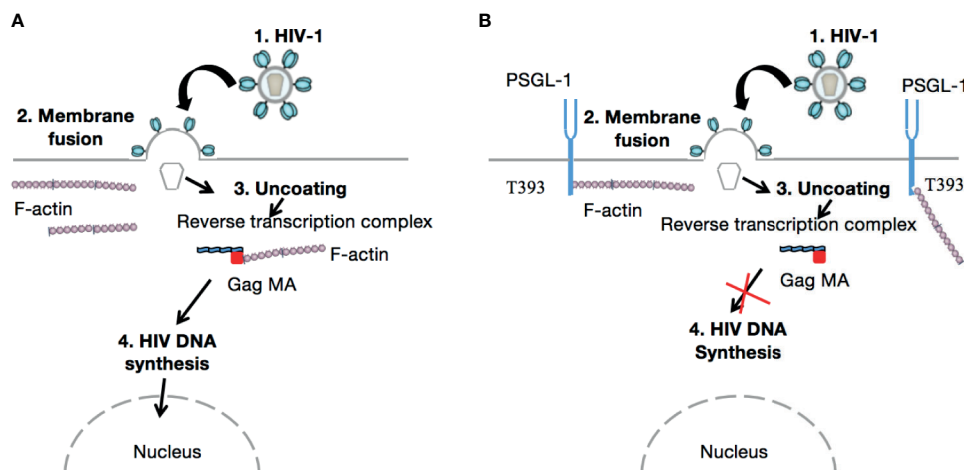 A
1. HIV-1
2. Membrane
fusion
3. Uncoating
F-actin
Reverse transcription complex
F-actin
Gag MA
4. HIV DNA
synthesis
Nucleus
B
1. HIV-1
PSGL-1
PSGL-1
2. Membrane
fusion
T393
3. Uncoating
T393
F-actin
Reverse transcription complex
Gag MA
4. HIV DNA
Synthesis
Nucleus